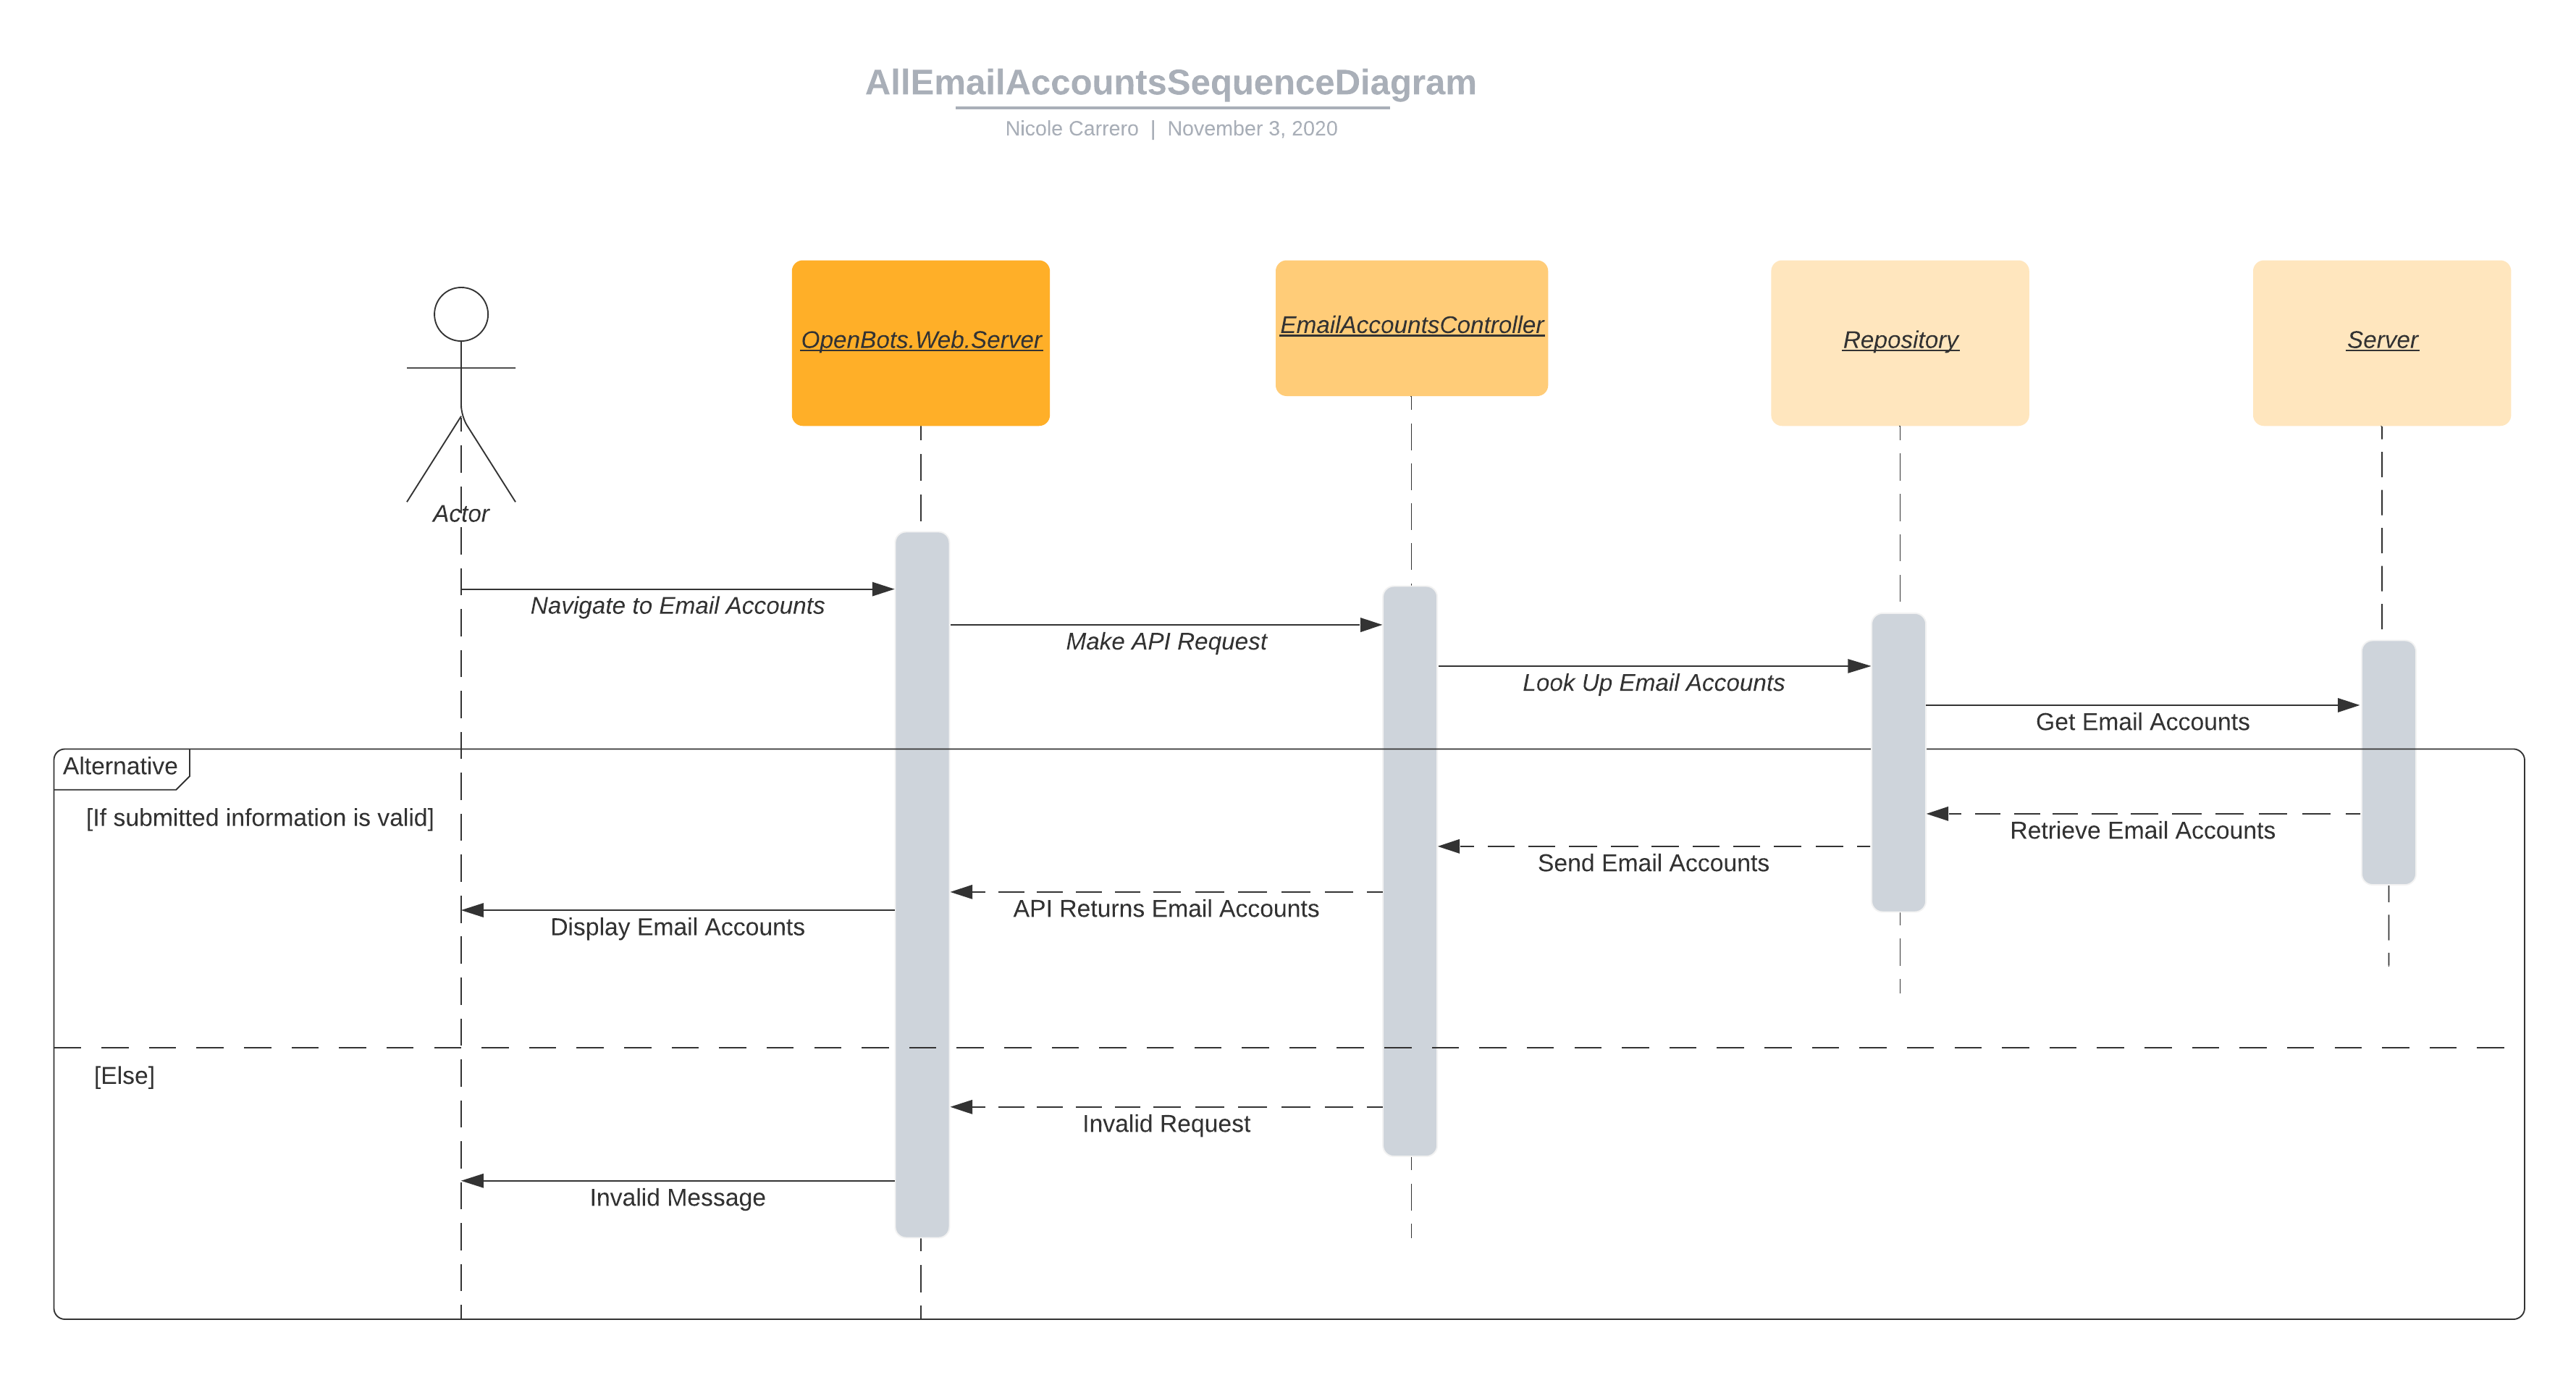 AllEmailAccountsSequenceDiagram
Nicole Carrero | November 3, 2020
OpenBots.Web.Server
EmailAccountsController
Repository
Server
Actor
Navigate to Email Accounts
Make API Request
Look Up Email Accounts
Get Email Accounts
Alternative
[If submitted information is valid]
Retrieve Email Accounts
Send Email Accounts
API Returns Email Accounts
Display Email Accounts
[Else]
Invalid Request
Invalid Message